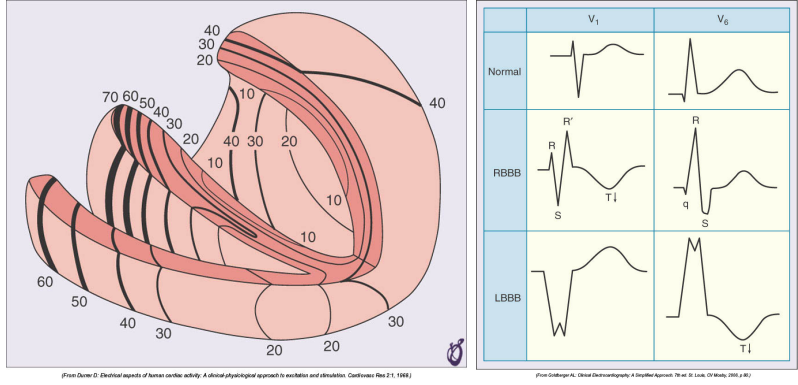 40
30
20
10
40
40
30
20
70
60
50
40
30
20
10
10
10
60
50
40
30
20
20
30
(From Durrer D: Electrical aspects of human cardiac activity: A clinical-physiological approach to excitation and stimulation. Cardiovasc Res 2:1, 1968.)
V1
V6
Normal
RBBB
R
R′
S
T↓
R
q
S
LBBB
T↓
(From Goldberger AL: Clinical Electrocardiography: A Simplified Approach. 7th ed. St. Louis, CV Mosby, 2006, p 80.)